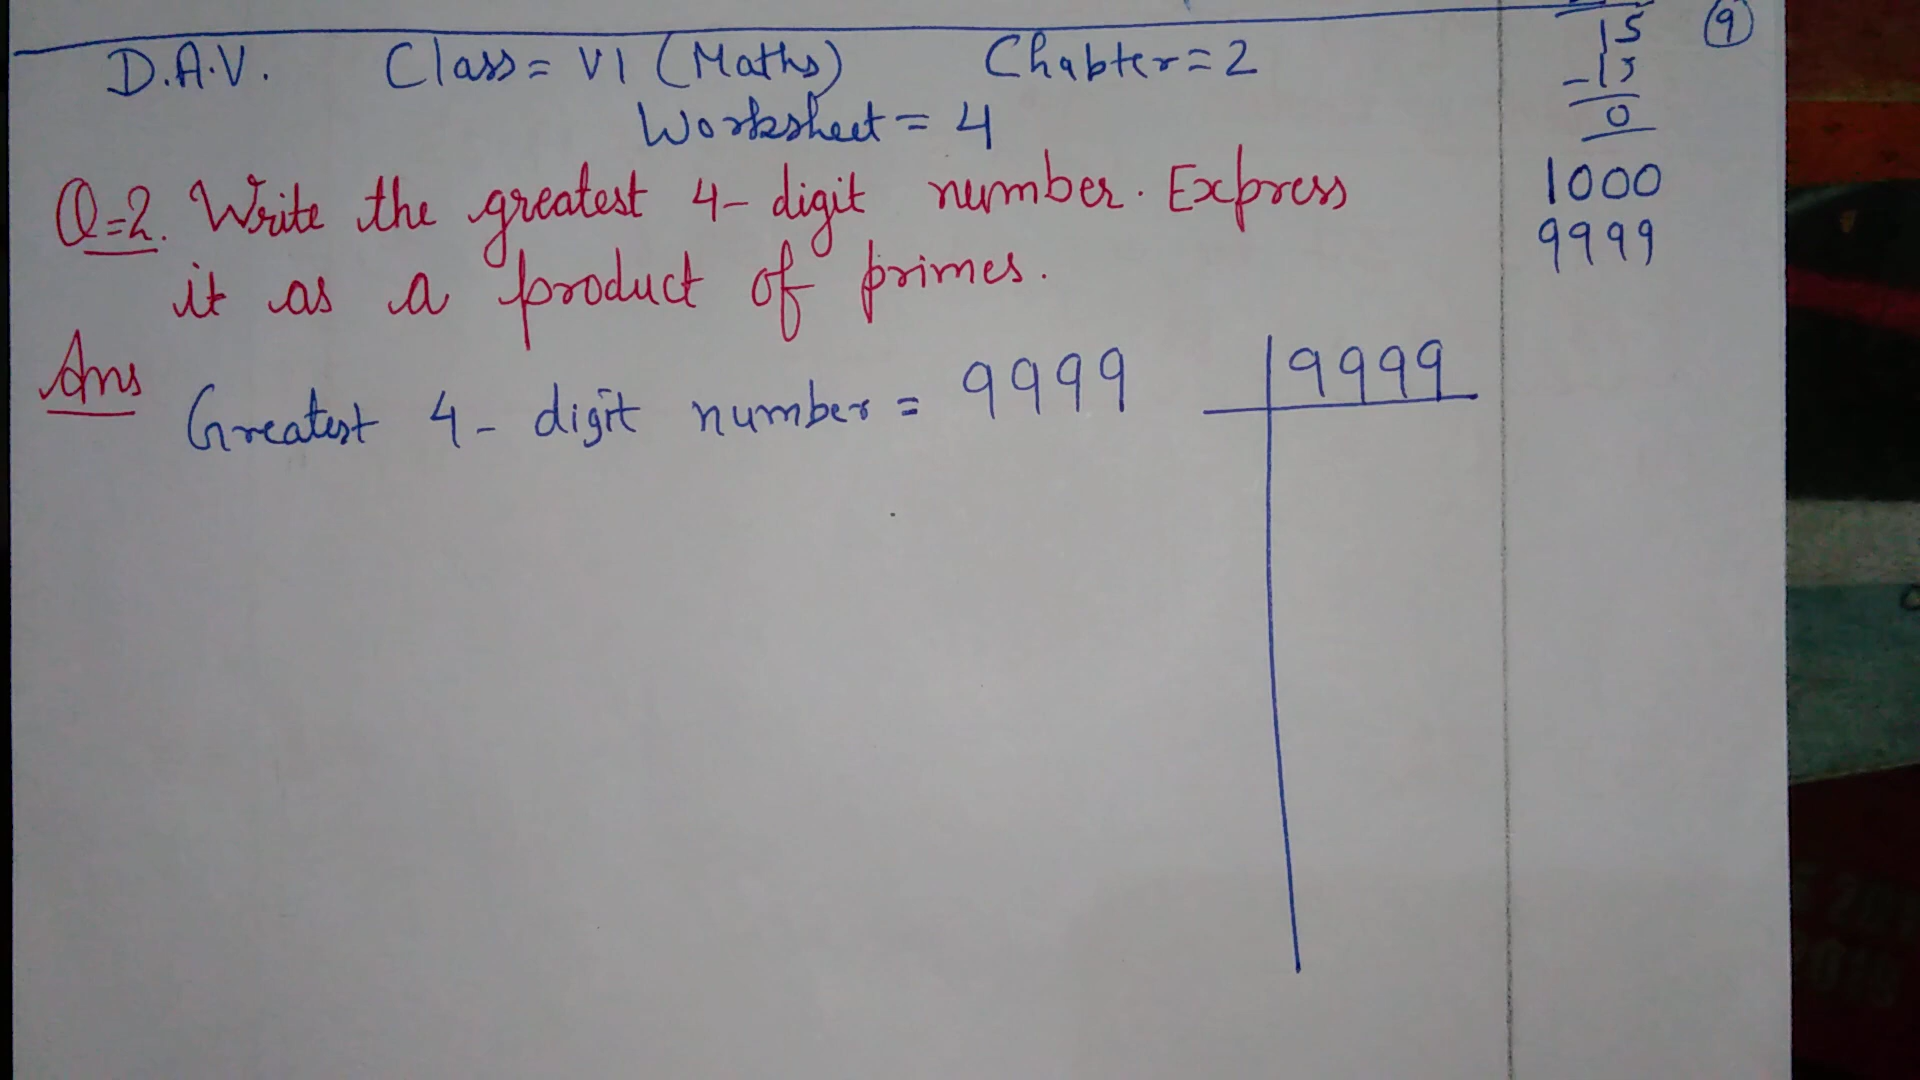 D.A.V. Class = VI (Maths) Chapter = 2
Worksheet = 4
Q=2. Write the greatest 4-digit number. Express
it as a product of primes.
Ans
Greatest 4-digit number = 9999
9999
15
-15
0
1000
9999
9